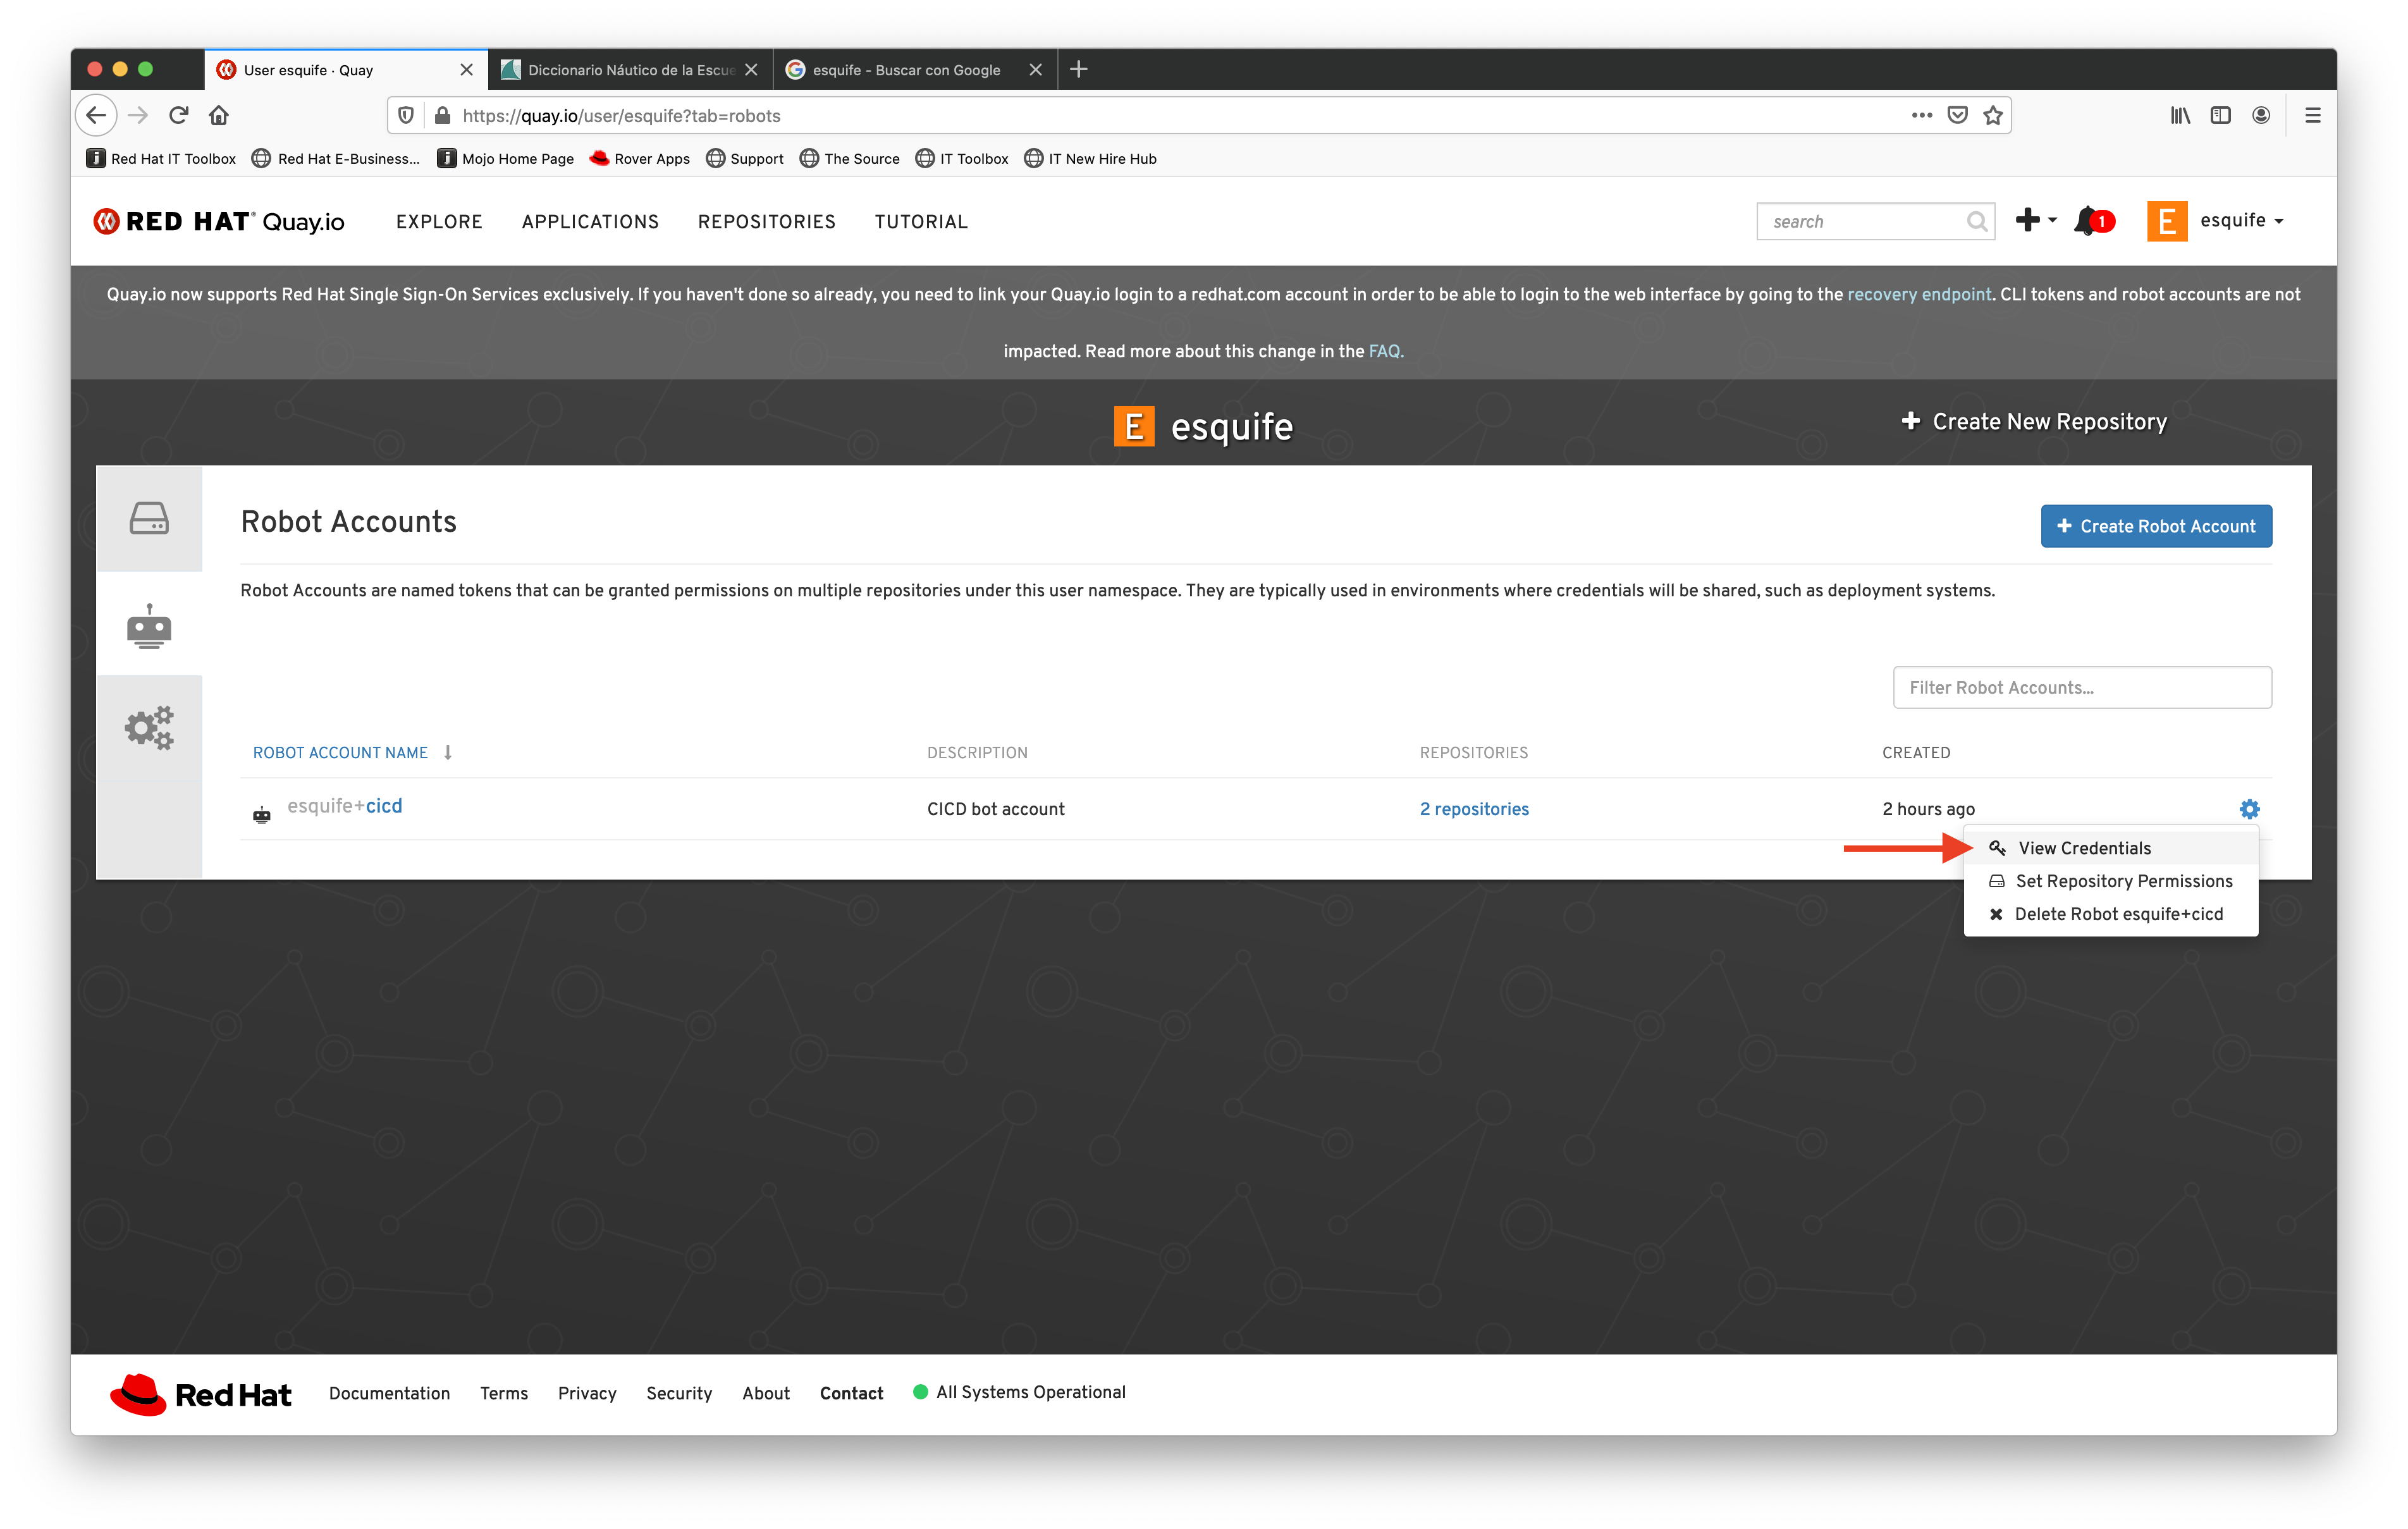 User esquife · Quay
Diccionario Náutico de la Escue
esquife - Buscar con Google
https://quay.io/user/esquife?tab=robots
Red Hat IT Toolbox Red Hat E-Business... Mojo Home Page Rover Apps Support The Source IT Toolbox IT New Hire Hub
RED HAT Quay.io EXPLORE APPLICATIONS REPOSITORIES TUTORIAL search 1 E esquife
Quay.io now supports Red Hat Single Sign-On Services exclusively. If you haven't done so already, you need to link your Quay.io login to a redhat.com account in order to be able to login to the web interface by going to the recovery endpoint. CLI tokens and robot accounts are not
impacted. Read more about this change in the FAQ.
E esquife
Create New Repository
Robot Accounts
Create Robot Account
Robot Accounts are named tokens that can be granted permissions on multiple repositories under this user namespace. They are typically used in environments where credentials will be shared, such as deployment systems.
Filter Robot Accounts...
ROBOT ACCOUNT NAME DESCRIPTION REPOSITORIES CREATED
esquife+cicd CICD bot account 2 repositories 2 hours ago
View Credentials
Set Repository Permissions
Delete Robot esquife+cicd
Red Hat Documentation Terms Privacy Security About Contact All Systems Operational